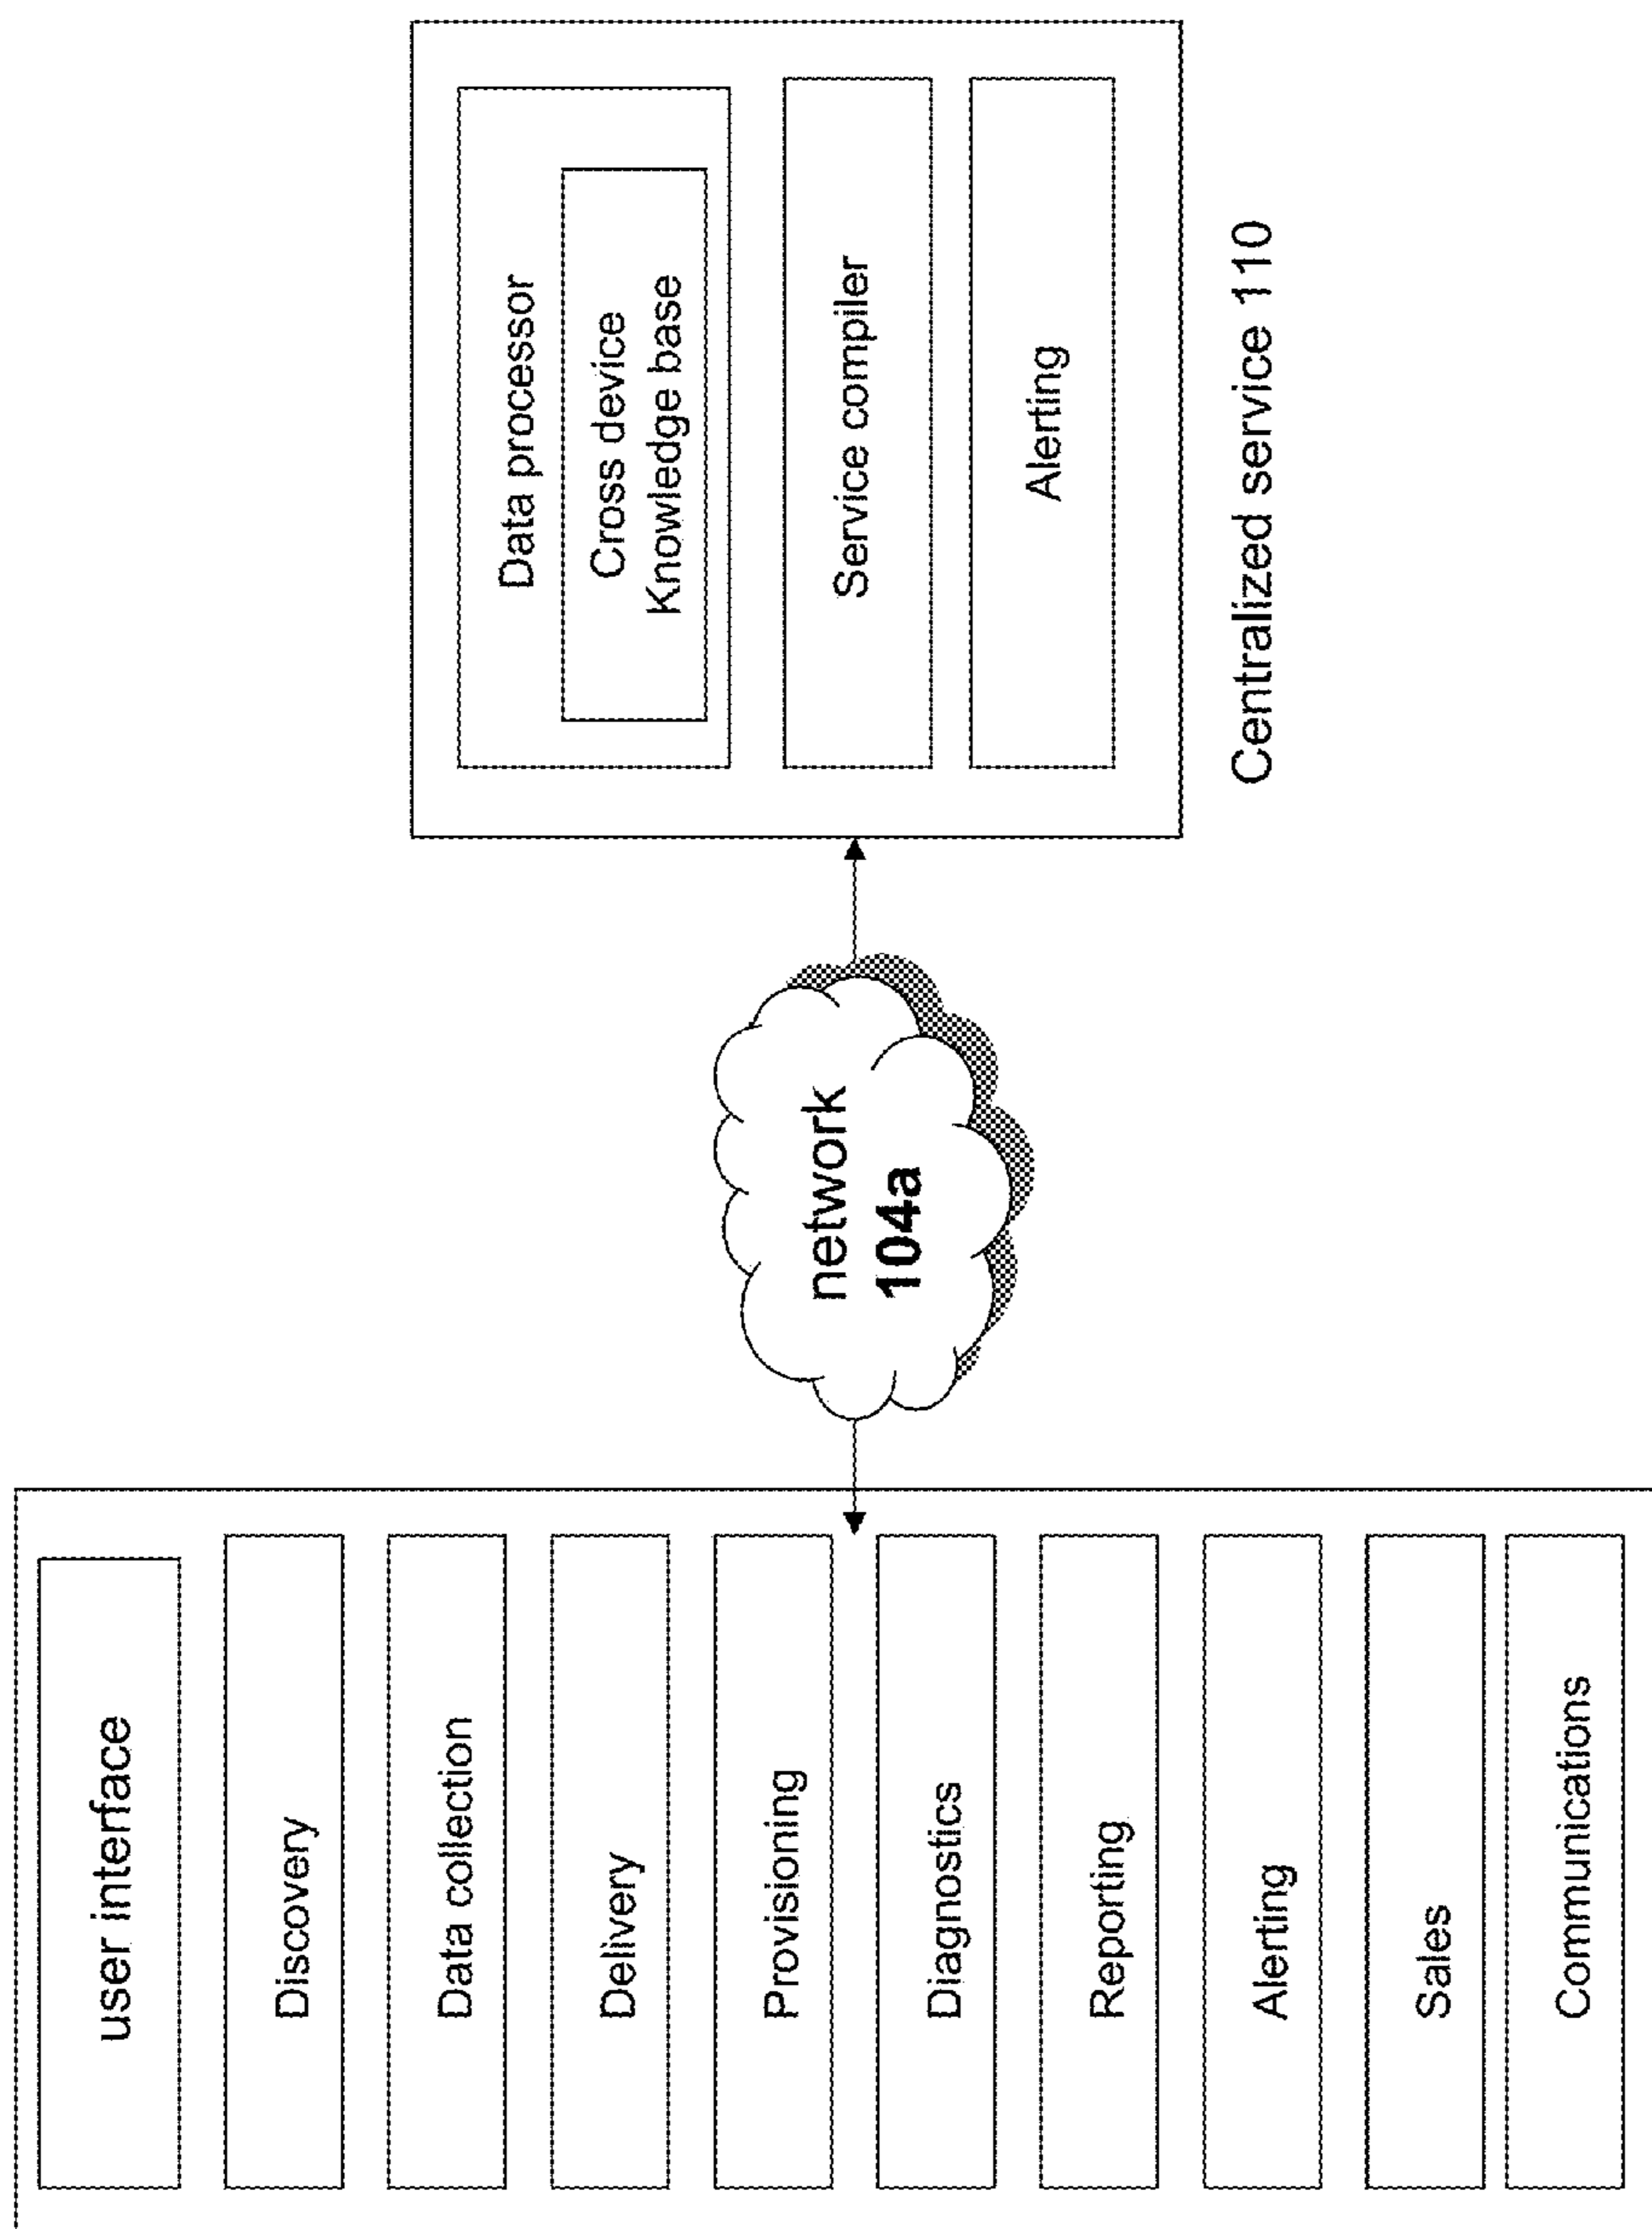 user interface
Discovery
Data collection
Delivery
Provisioning
Diagnostics
Reporting
Alerting
Sales
Communications
network
104a
Data processor
Cross device
Knowledge base
Service compiler
Alerting
Centralized service 110